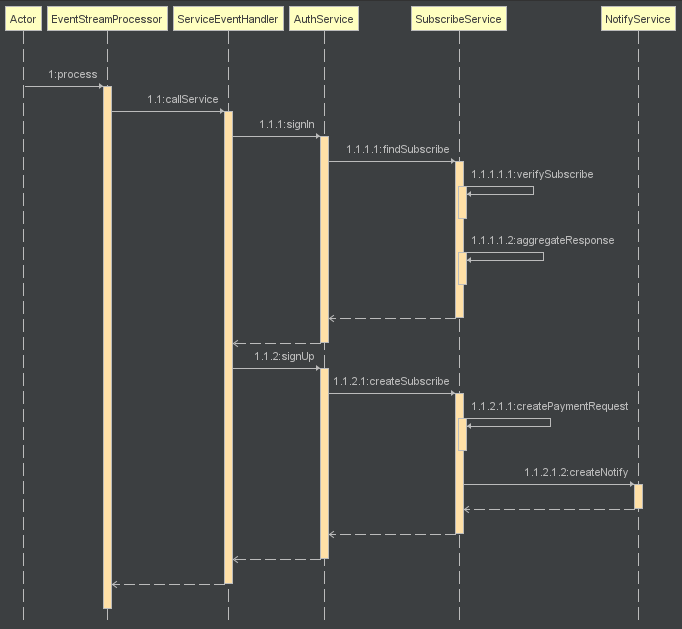 Actor
EventStreamProcessor
ServiceEventHandler
AuthService
SubscribeService
NotifyService
1:process
1.1:callService
1.1.1:signIn
1.1.1.1:findSubscribe
1.1.1.1.1:verifySubscribe
1.1.1.1.2:aggregateResponse
1.1.2:signUp
1.1.2.1:createSubscribe
1.1.2.1.1:createPaymentRequest
1.1.2.1.2:createNotify